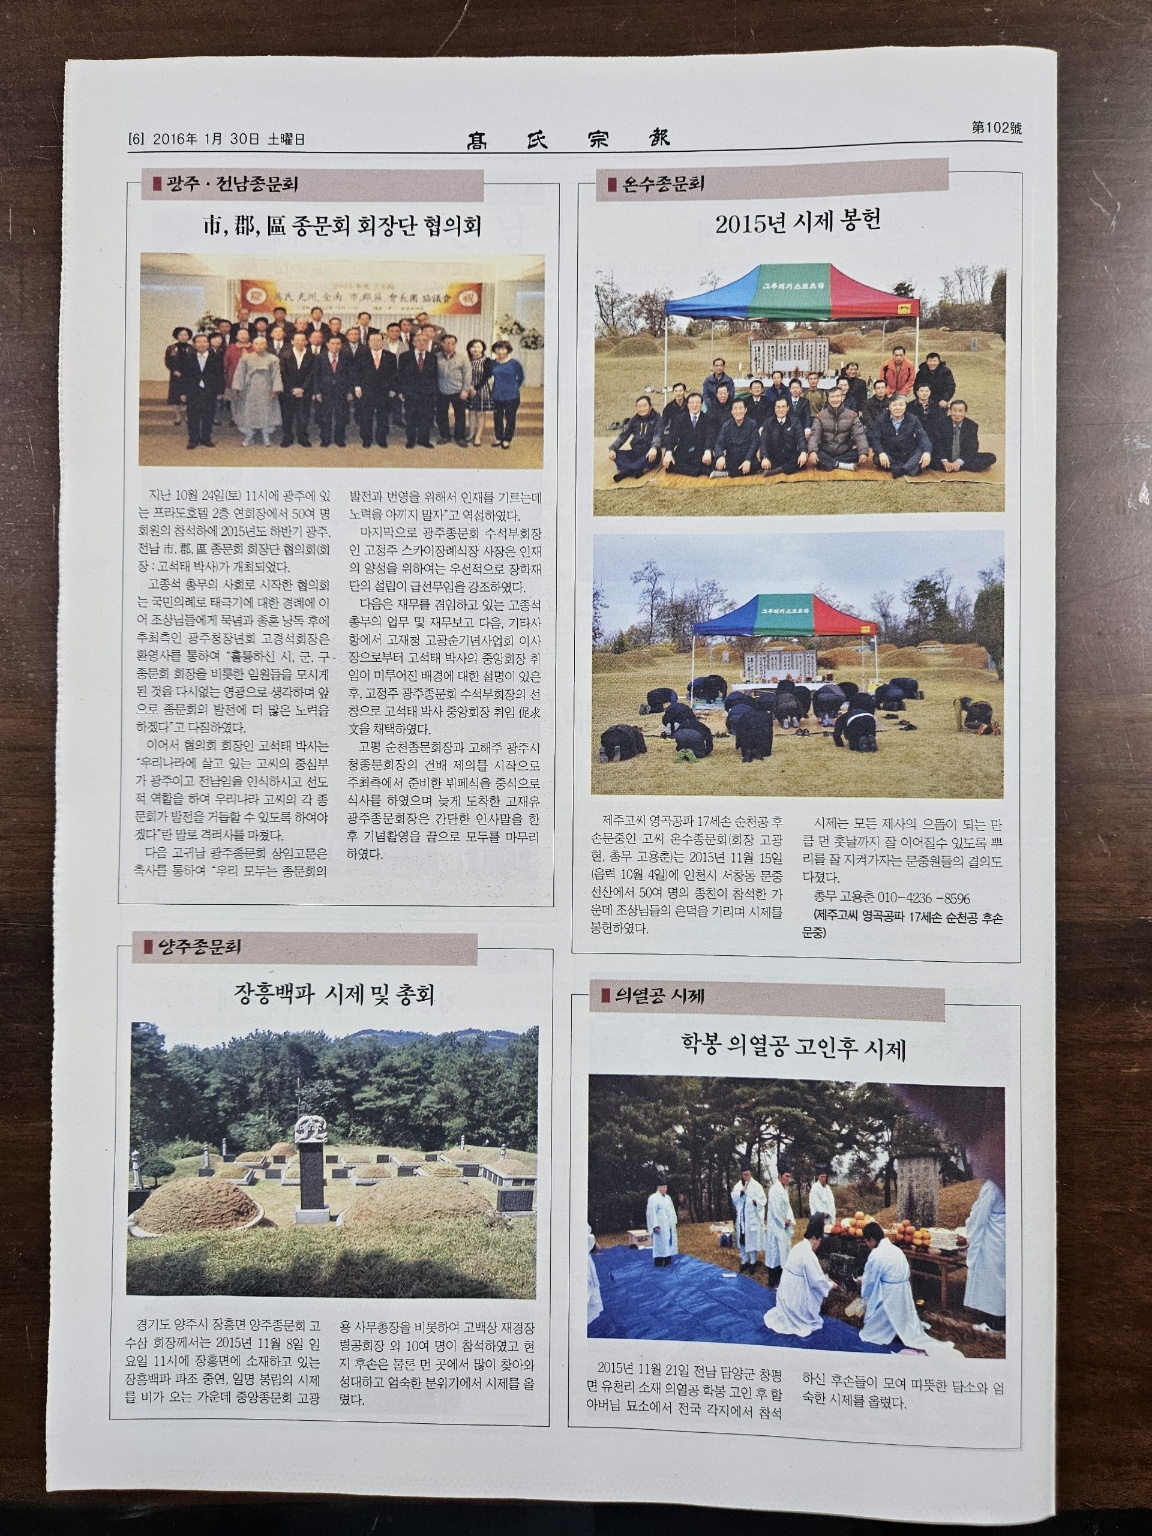 [6] 2016年 1月 30日 土曜日
高 氏 宗 報
第102號
광주·전남종문회
市, 郡, 區 종문회 회장단 협의회
高氏 光州, 全南 市,郡,區, 會長團 協議會
지난 10월 24일(토) 11시에 광주에 있
는 프라도호텔 2층 연회장에서 50여 명
회원의 참석하에 2015년도 하반기 광주,
전남 市, 郡, 區 종문회 회장단 협의회(회
장 : 고석태 박사)가 개최되었다.
고종석 총무의 사회로 시작한 협의회
는 국민의례로 태극기에 대한 경례에 이
어 조상님들에게 묵념과 종훈 낭독 후에
주최측인 광주청장년회 고경석회장은
환영사를 통하여 “훌륭하신 시, 군, 구
종문회 회장을 비롯한 임원들을 모시게
된 것을 다시없는 영광으로 생각하며 앞
으로 종문회의 발전에 더 많은 노력을
하겠다”고 다짐하였다.
이어서 협의회 회장인 고석태 박사는
“우리나라에 살고 있는 고씨의 중심부
가 광주이고 전남임을 인식하시고 선도
적 역할을 하여 우리나라 고씨의 각 종
문회가 발전을 거듭할 수 있도록 하여야
겠다”란 말로 격려사를 마쳤다.
다음 고귀남 광주종문회 상임고문은
축사를 통하여 “우리 모두는 종문회의
발전과 번영을 위해서 인재를 기르는데
노력을 아끼지 말자”고 역설하였다.
마지막으로 광주종문회 수석부회장
인 고정주 스카이장례식장 사장은 인재
의 양성을 위하여는 우선적으로 장학재
단의 설립이 급선무임을 강조하였다.
다음은 재무를 겸임하고 있는 고종석
총무의 업무 및 재무보고 다음, 기타사
항에서 고재청 고광순기념사업회 이사
장으로부터 고석태 박사의 중앙회장 취
임이 미루어진 배경에 대한 설명이 있은
후, 고정주 광주종문회 수석부회장의 선
창으로 고석태 박사 중앙회장 취임 促求
文을 채택하였다.
고평 순천종문회장과 고해주 광주시
청종문회장의 건배 제의를 시작으로
주최측에서 준비한 뷔페식을 중식으로
식사를 하였으며 늦게 도착한 고재유
광주종문회장은 간단한 인사말을 한
후 기념촬영을 끝으로 모두를 마무리
하였다.
온수종문회
2015년 시제 봉헌
제주고씨 영곡공파 17세손 순천공 후
손문중인 고씨 온수종문회(회장 고광
현, 총무 고용춘)는 2015년 11월 15일
(음력 10월 4일)에 인천시 서창동 문중
선산에서 50여 명의 종친이 참석한 가
운데 조상님들의 은덕을 기리며 시제를
봉헌하였다.
시제는 모든 제사의 으뜸이 되는 만
큼 먼 훗날까지 잘 이어질수 있도록 뿌
리를 잘 지켜가자는 문중원들의 결의도
다졌다.
총무 고용춘 010-4236-8596
(제주고씨 영곡공파 17세손 순천공 후손
문중)
양주종문회
장흥백파 시제 및 총회
경기도 양주시 장흥면 양주종문회 고
수삼 회장께서는 2015년 11월 8일 일
요일 11시에 장흥면에 소재하고 있는
장흥백파 파조 중연, 일명 봉립의 시제
를 비가 오는 가운데 중앙종문회 고광
용 사무총장을 비롯하여 고백상 재경장
령공회장 외 10여 명이 참석하였고 현
지 후손은 물론 먼 곳에서 많이 찾아와
성대하고 엄숙한 분위기에서 시제를 올
렸다.
의열공 시제
학봉 의열공 고인후 시제
2015년 11월 21일 전남 담양군 창평
면 유천리 소재 의열공 학봉 고인 후 할
아버님 묘소에서 전국 각지에서 참석
하신 후손들이 모여 따뜻한 담소와 엄
숙한 시제를 올렸다.